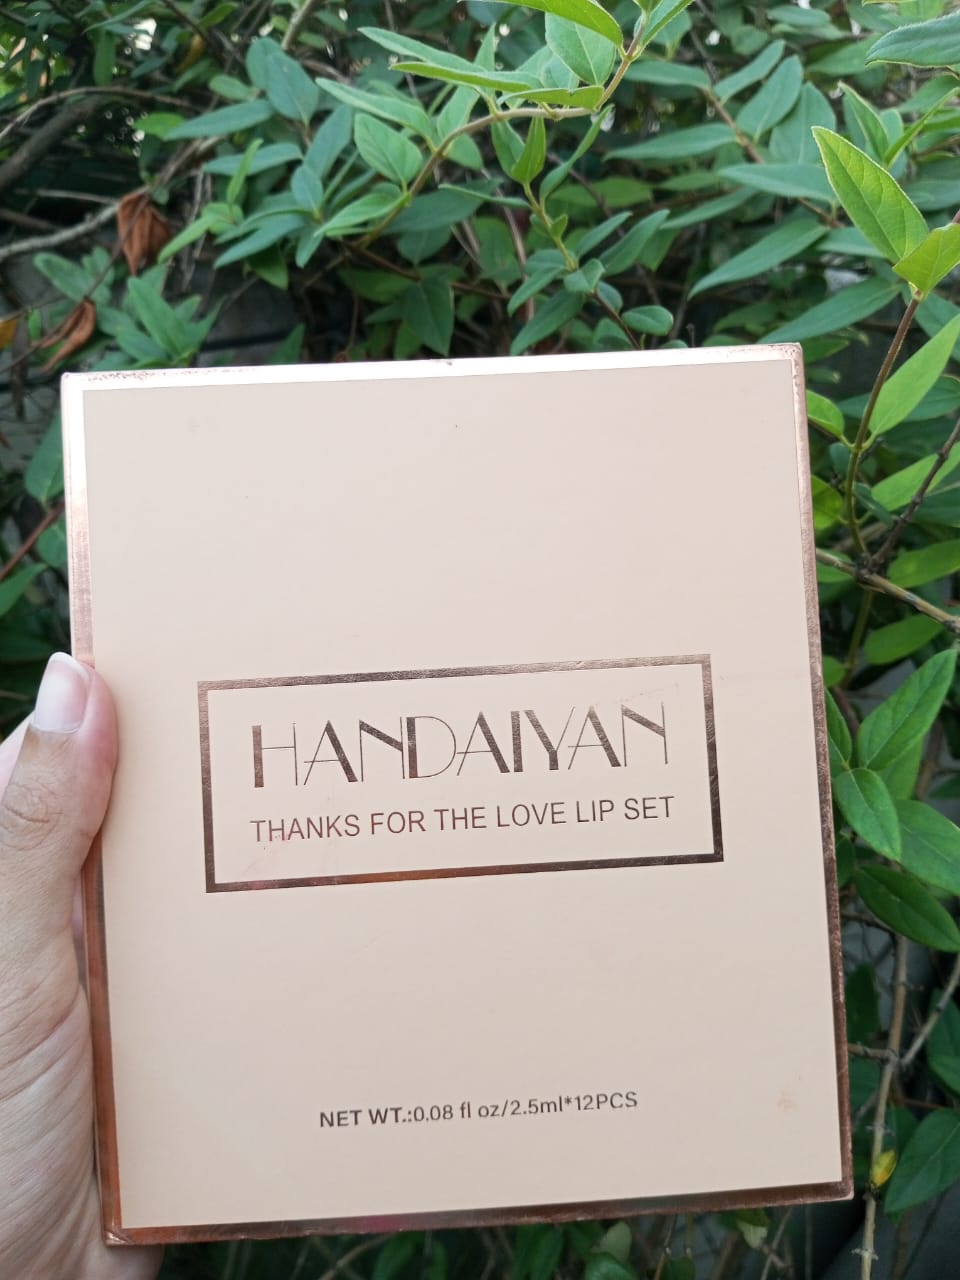 HANDAIYAN
THANKS FOR THE LOVE LIP SET
NET WT.:0.08 fl oz/2.5ml*12PCS